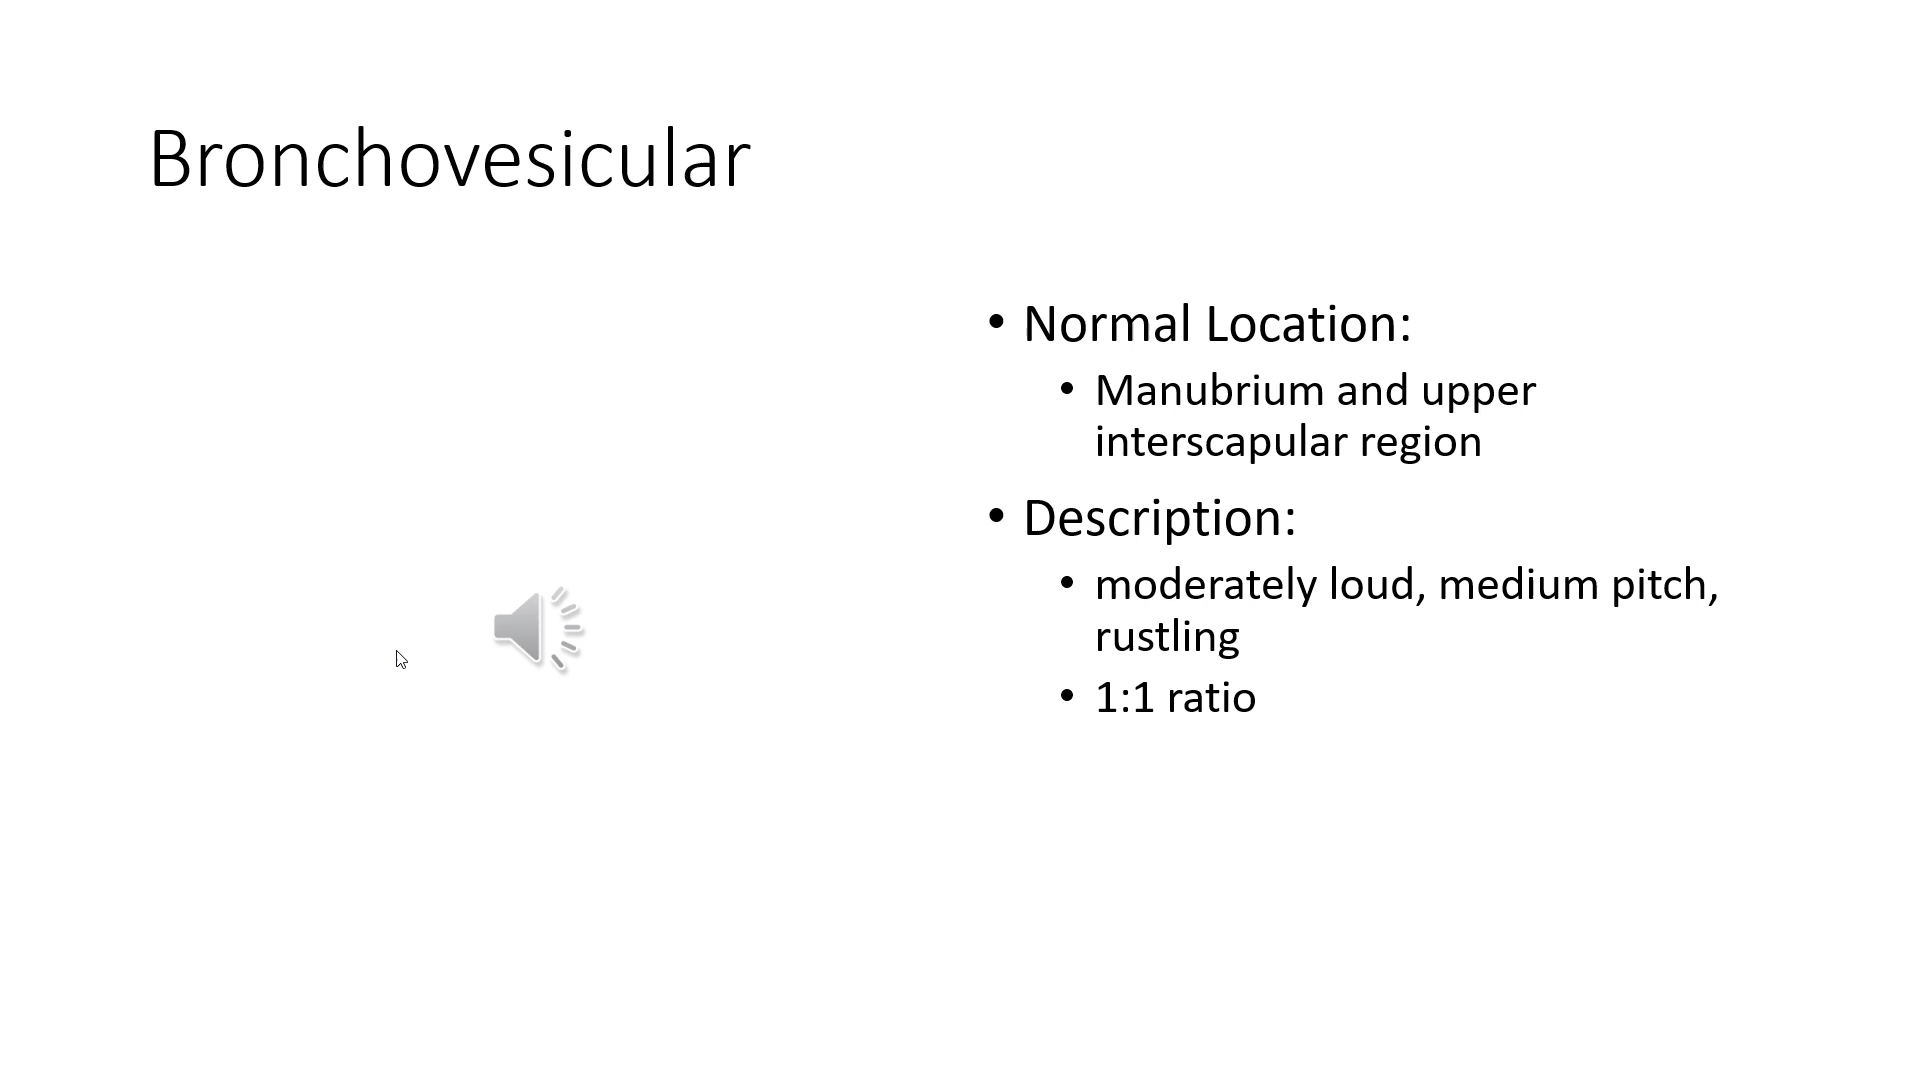 Bronchovesicular
• Normal Location:
• Manubrium and upper
interscapular region
• Description:
• moderately loud, medium pitch,
rustling
• 1:1 ratio